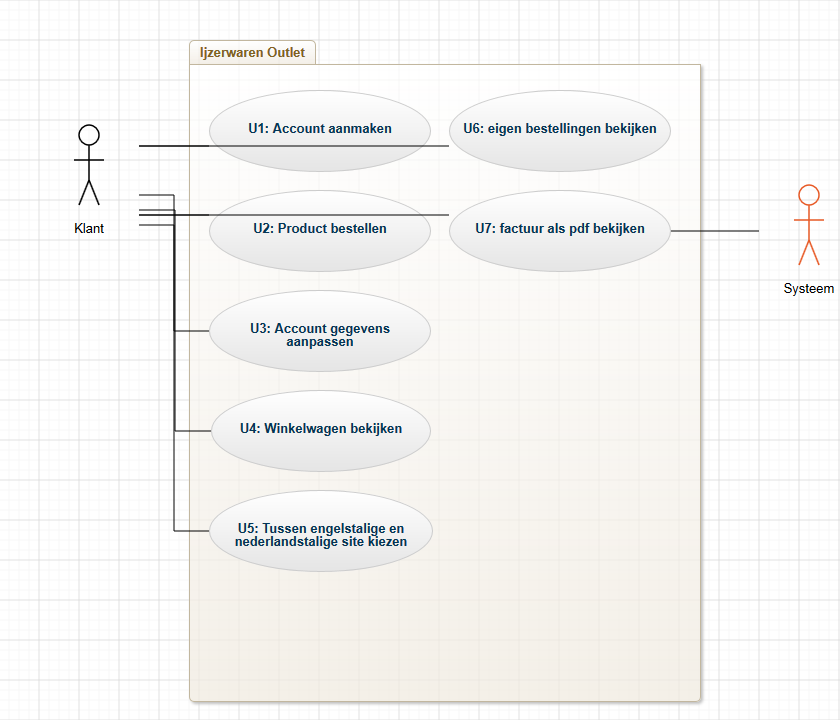 Ijzerwaren Outlet
U1: Account aanmaken
U6: eigen bestellingen bekijken
Klant
U2: Product bestellen
U7: factuur als pdf bekijken
Systeem
U3: Account gegevens
aanpassen
U4: Winkelwagen bekijken
U5: Tussen engelstalige en
nederlandstalige site kiezen